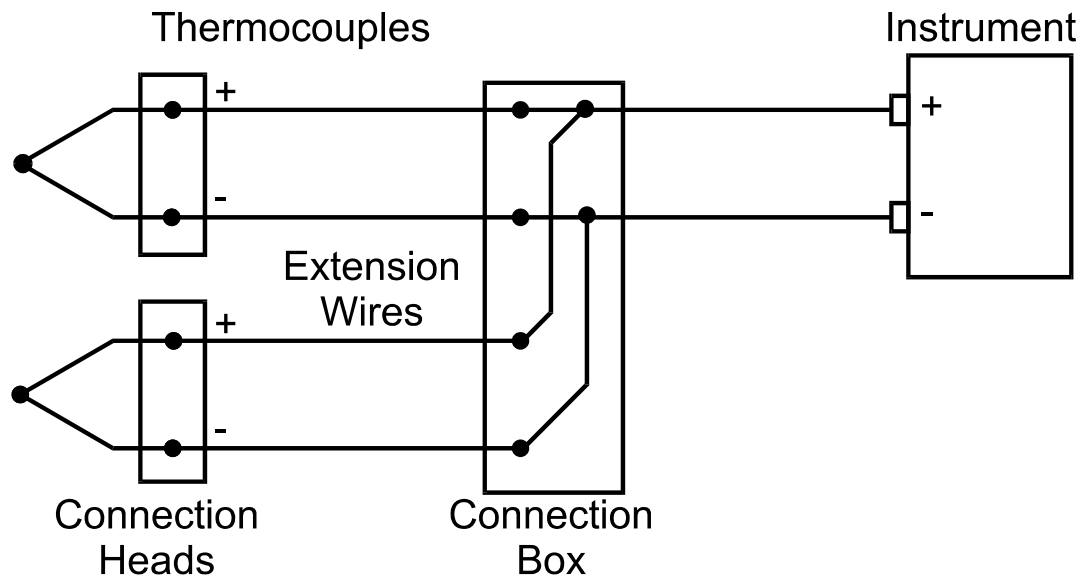 Thermocouples
Instrument
+
+
-
-
Extension
Wires
+
-
Connection
Heads
Connection
Box